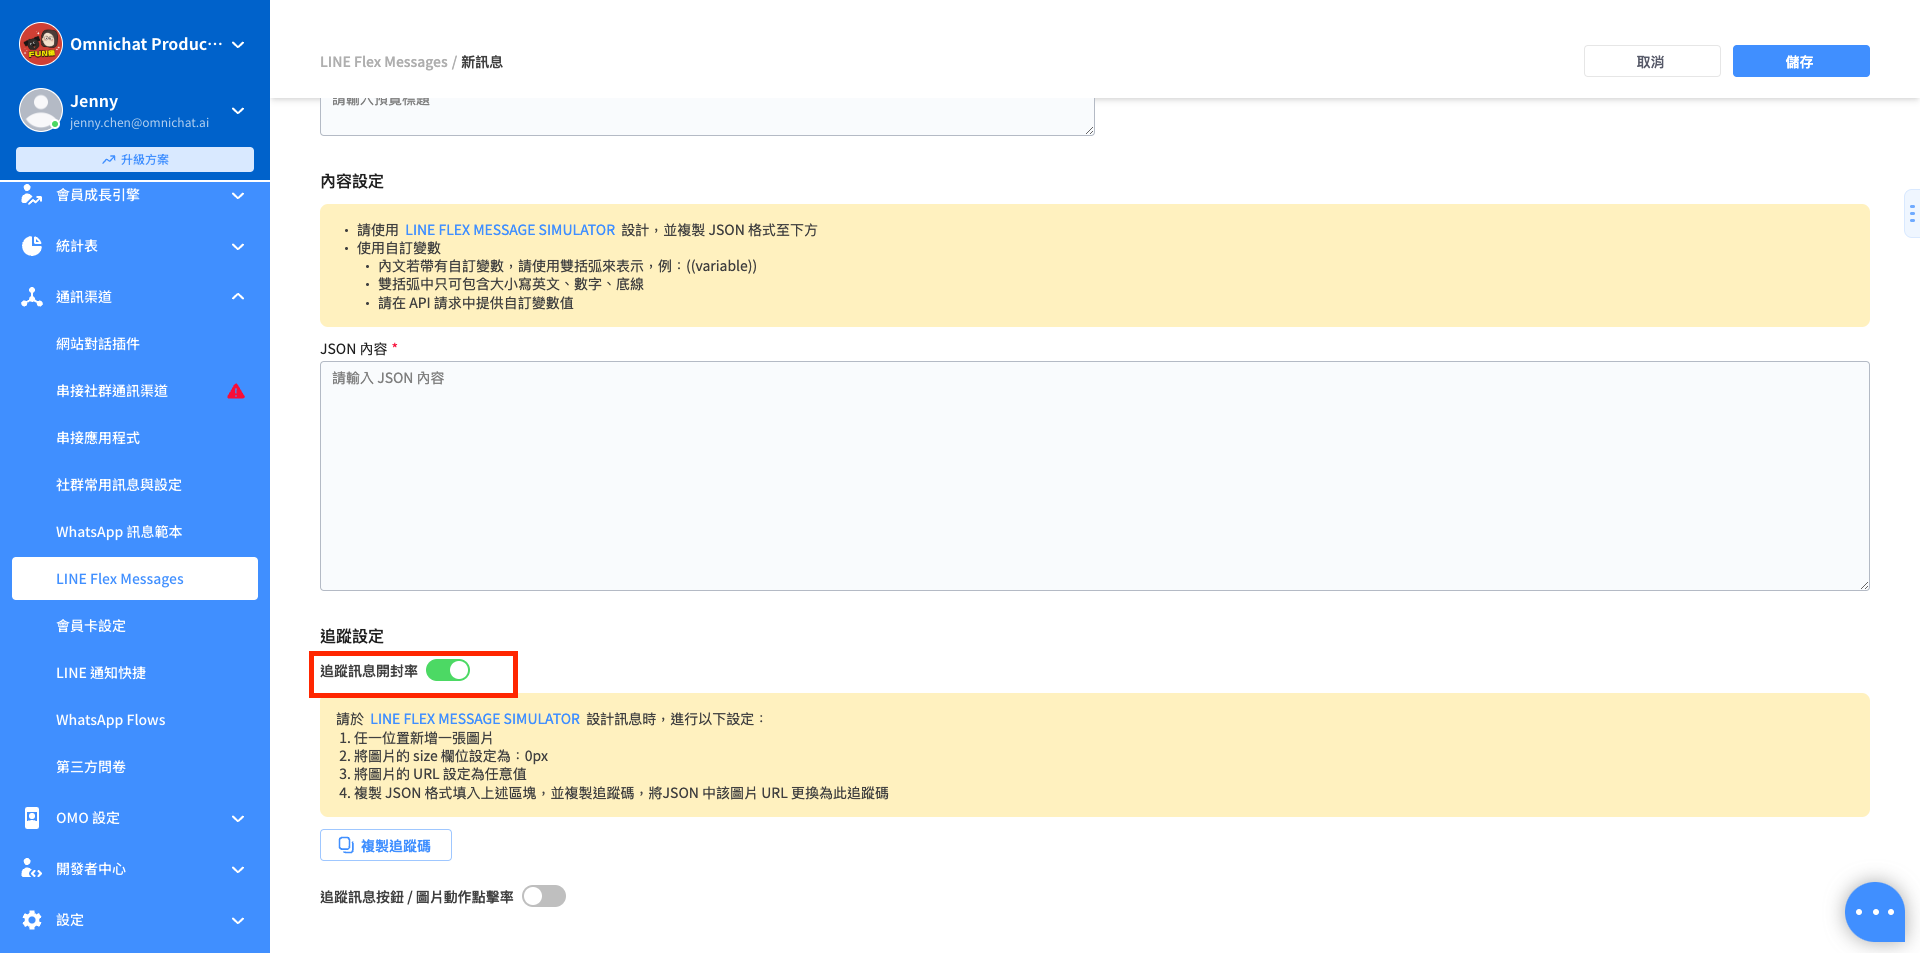 Omnichat Produc···
Jenny
jenny.chen@omnichat.ai
升級方案
會員成長引擎
統計表
通訊渠道
網站對話插件
串接社群通訊渠道
串接應用程式
社群常用訊息與設定
WhatsApp 訊息範本
LINE Flex Messages
會員卡設定
LINE 通知快捷
WhatsApp Flows
第三方問卷
OMO 設定
開發者中心
設定
LINE Flex Messages / 新訊息
取消
儲存
請輸入預覽標題
內容設定
• 請使用 LINE FLEX MESSAGE SIMULATOR 設計，並複製 JSON 格式至下方
• 使用自訂變數
• 內文若帶有自訂變數，請使用雙括弧來表示，例：((variable))
• 雙括弧中只可包含大小寫英文、數字、底線
• 請在 API 請求中提供自訂變數值
JSON 內容 *
請輸入 JSON 內容
追蹤設定
追蹤訊息開封率
請於 LINE FLEX MESSAGE SIMULATOR 設計訊息時，進行以下設定：
1. 任一位置新增一張圖片
2. 將圖片的 size 欄位設定為：0px
3. 將圖片的 URL 設定為任意值
4. 複製 JSON 格式填入上述區塊，並複製追蹤碼，將JSON 中該圖片 URL 更換為此追蹤碼
複製追蹤碼
追蹤訊息按鈕 / 圖片動作點擊率